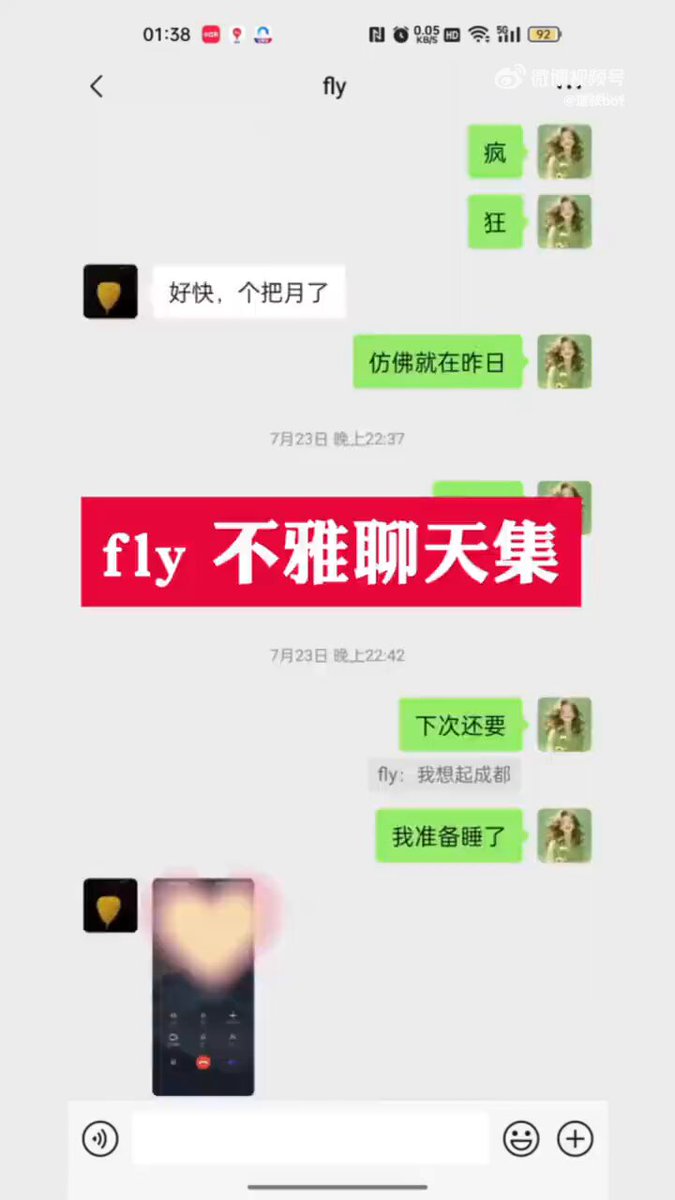 01:38
0.05
KB/S
HD
5G
92
fly
微博视频号
疯
狂
好快，个把月了
仿佛就在昨日
7月23日 晚上22:37
fly 不雅聊天集
7月23日 晚上22:42
下次还要
fly：我想起成都
我准备睡了